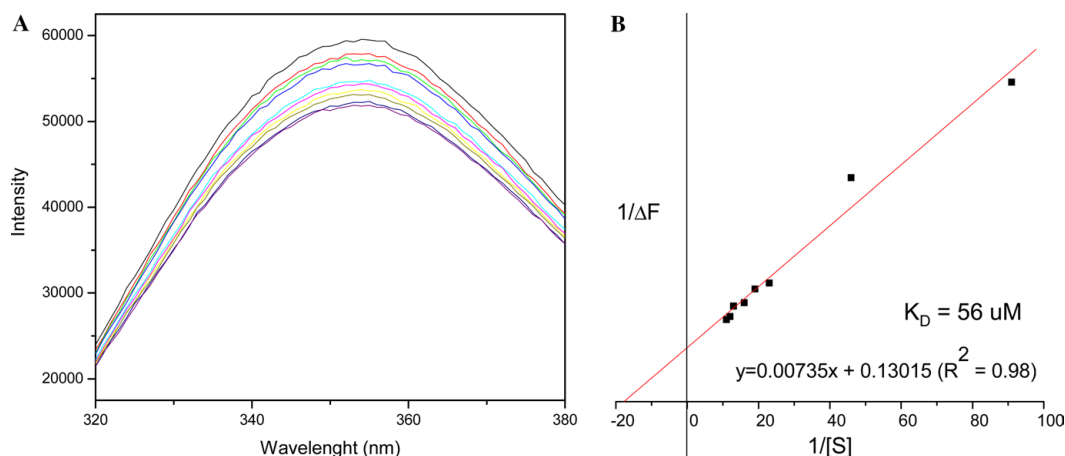 A
60000
50000
40000
30000
20000
Intensity
320
340
360
380
Wavelenght (nm)
B
1/ΔF
K_D = 56 uM
y=0.00735x + 0.13015 (R² = 0.98)
-20
0
20
40
60
80
100
1/[S]